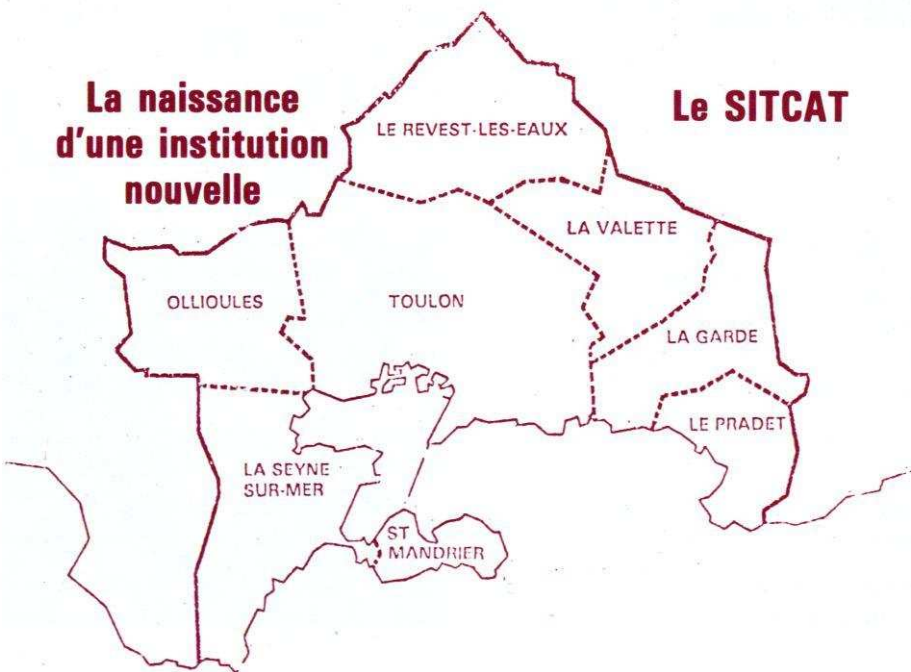 La naissance
d'une institution
nouvelle
Le SITCAT
LE REVEST-LES-EAUX
LA VALETTE
OLLIOULES
TOULON
LA GARDE
LE PRADET
LA SEYNE
SUR-MER
ST
MANDRIER